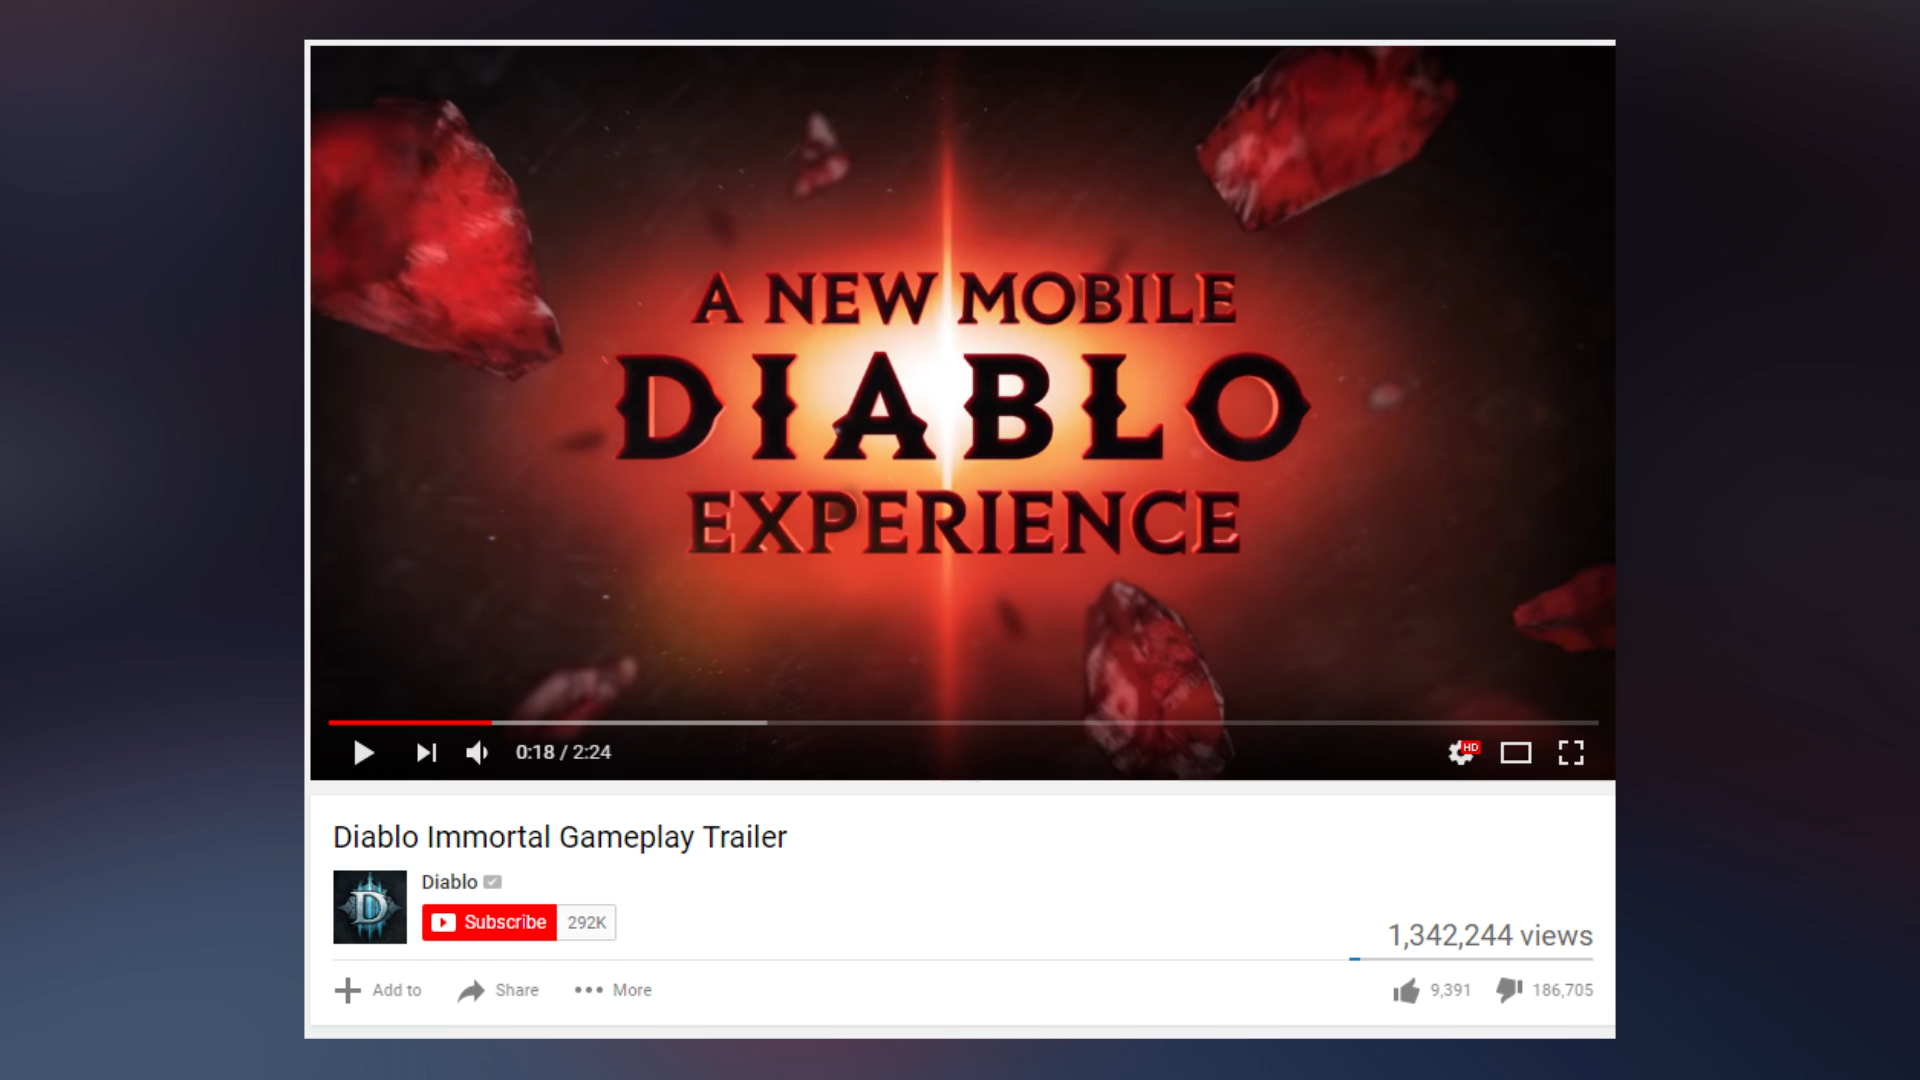 A NEW MOBILE
DIABLO
EXPERIENCE
0:18 / 2:24
HD
Diablo Immortal Gameplay Trailer
D
Diablo
Subscribe 292K
1,342,244 views
Add to Share More
9,391 186,705